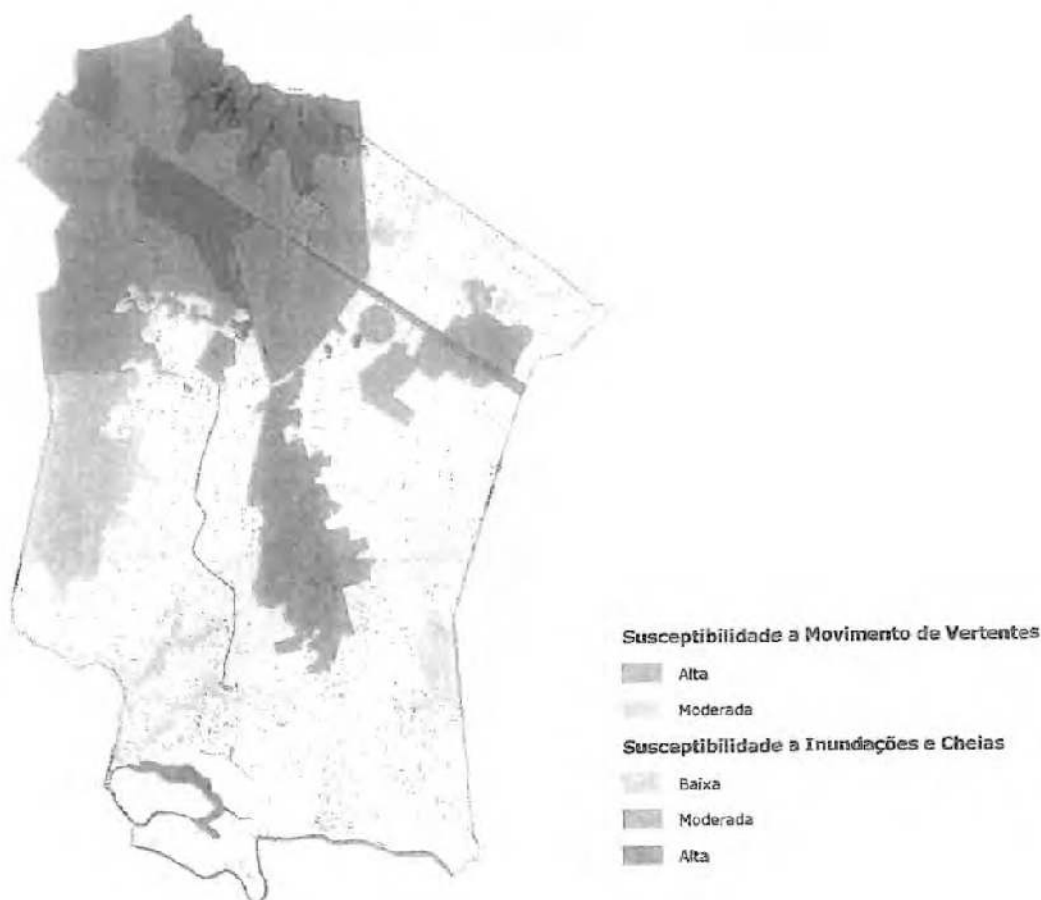 Susceptibilidade a Movimento de Vertentes
Alta
Moderada
Susceptibilidade a Inundações e Cheias
Baixa
Moderada
Alta